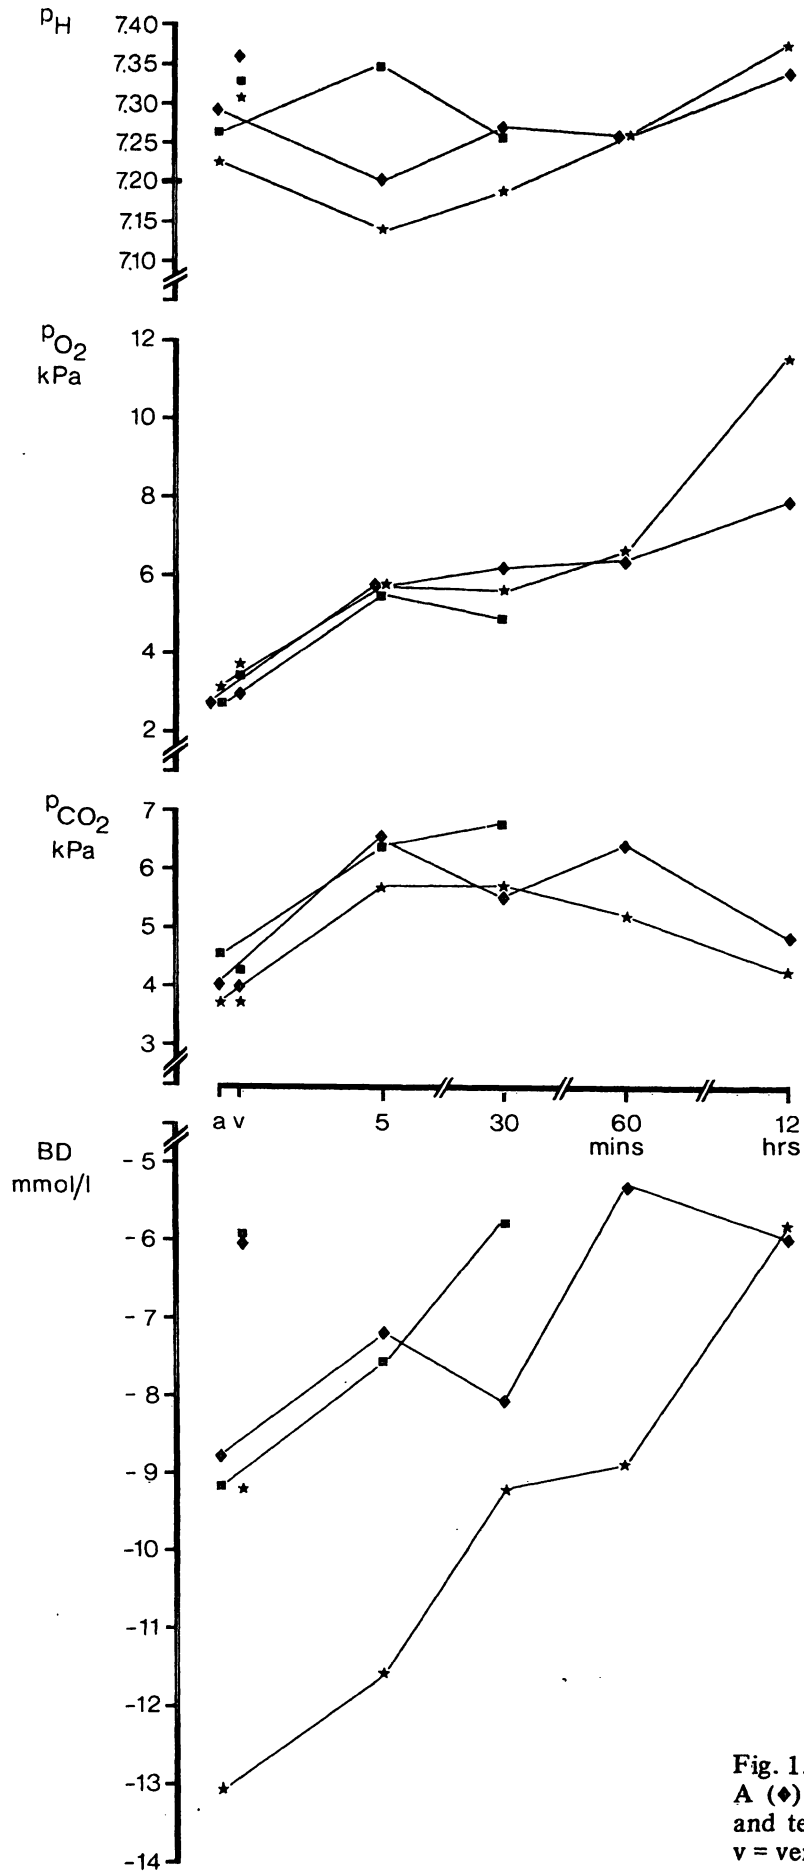 pH
7.40
7.35
7.30
7.25
7.20
7.15
7.10
pO2
kPa
12
10
8
6
4
2
pCO2
kPa
7
6
5
4
3
a v 5 30 60 12
mins hrs
BD
mmol/l
-5
-6
-7
-8
-9
-10
-11
-12
-13
-14
Fig. 1.
A (♦)
and te
v = ve